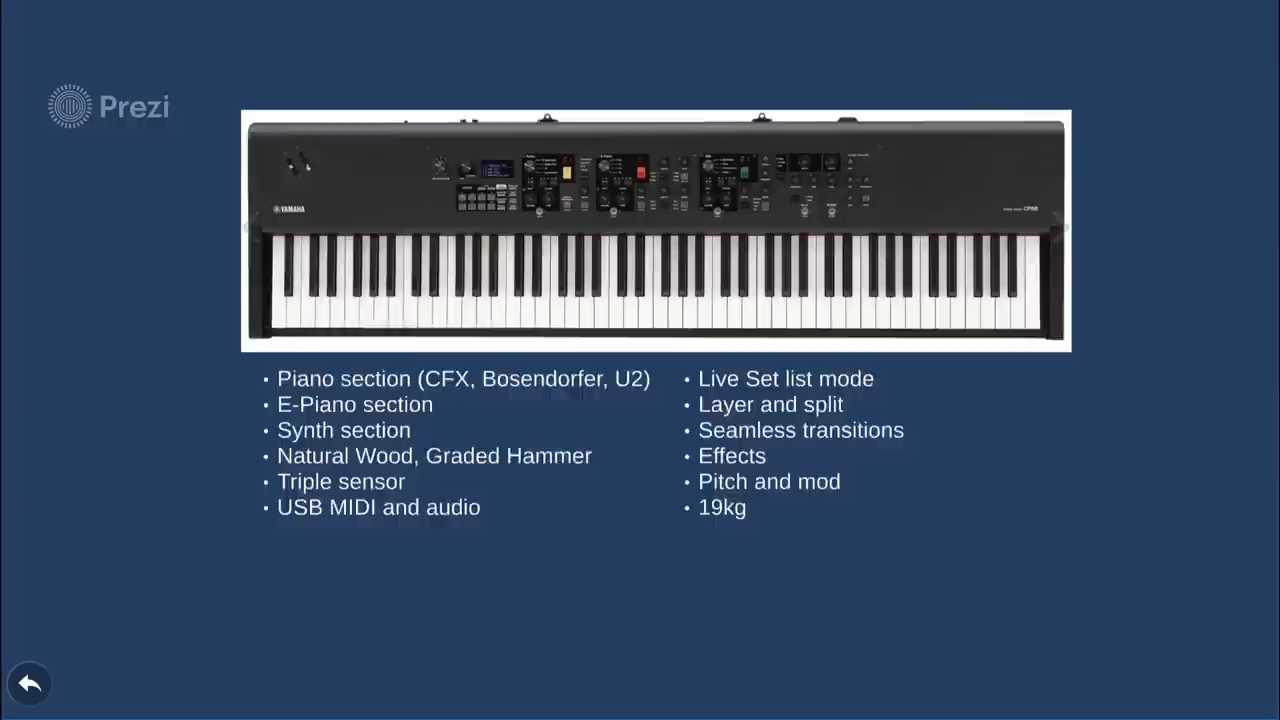 Prezi
YAMAHA
CP88
• Piano section (CFX, Bosendorfer, U2)
• E-Piano section
• Synth section
• Natural Wood, Graded Hammer
• Triple sensor
• USB MIDI and audio
• Live Set list mode
• Layer and split
• Seamless transitions
• Effects
• Pitch and mod
• 19kg